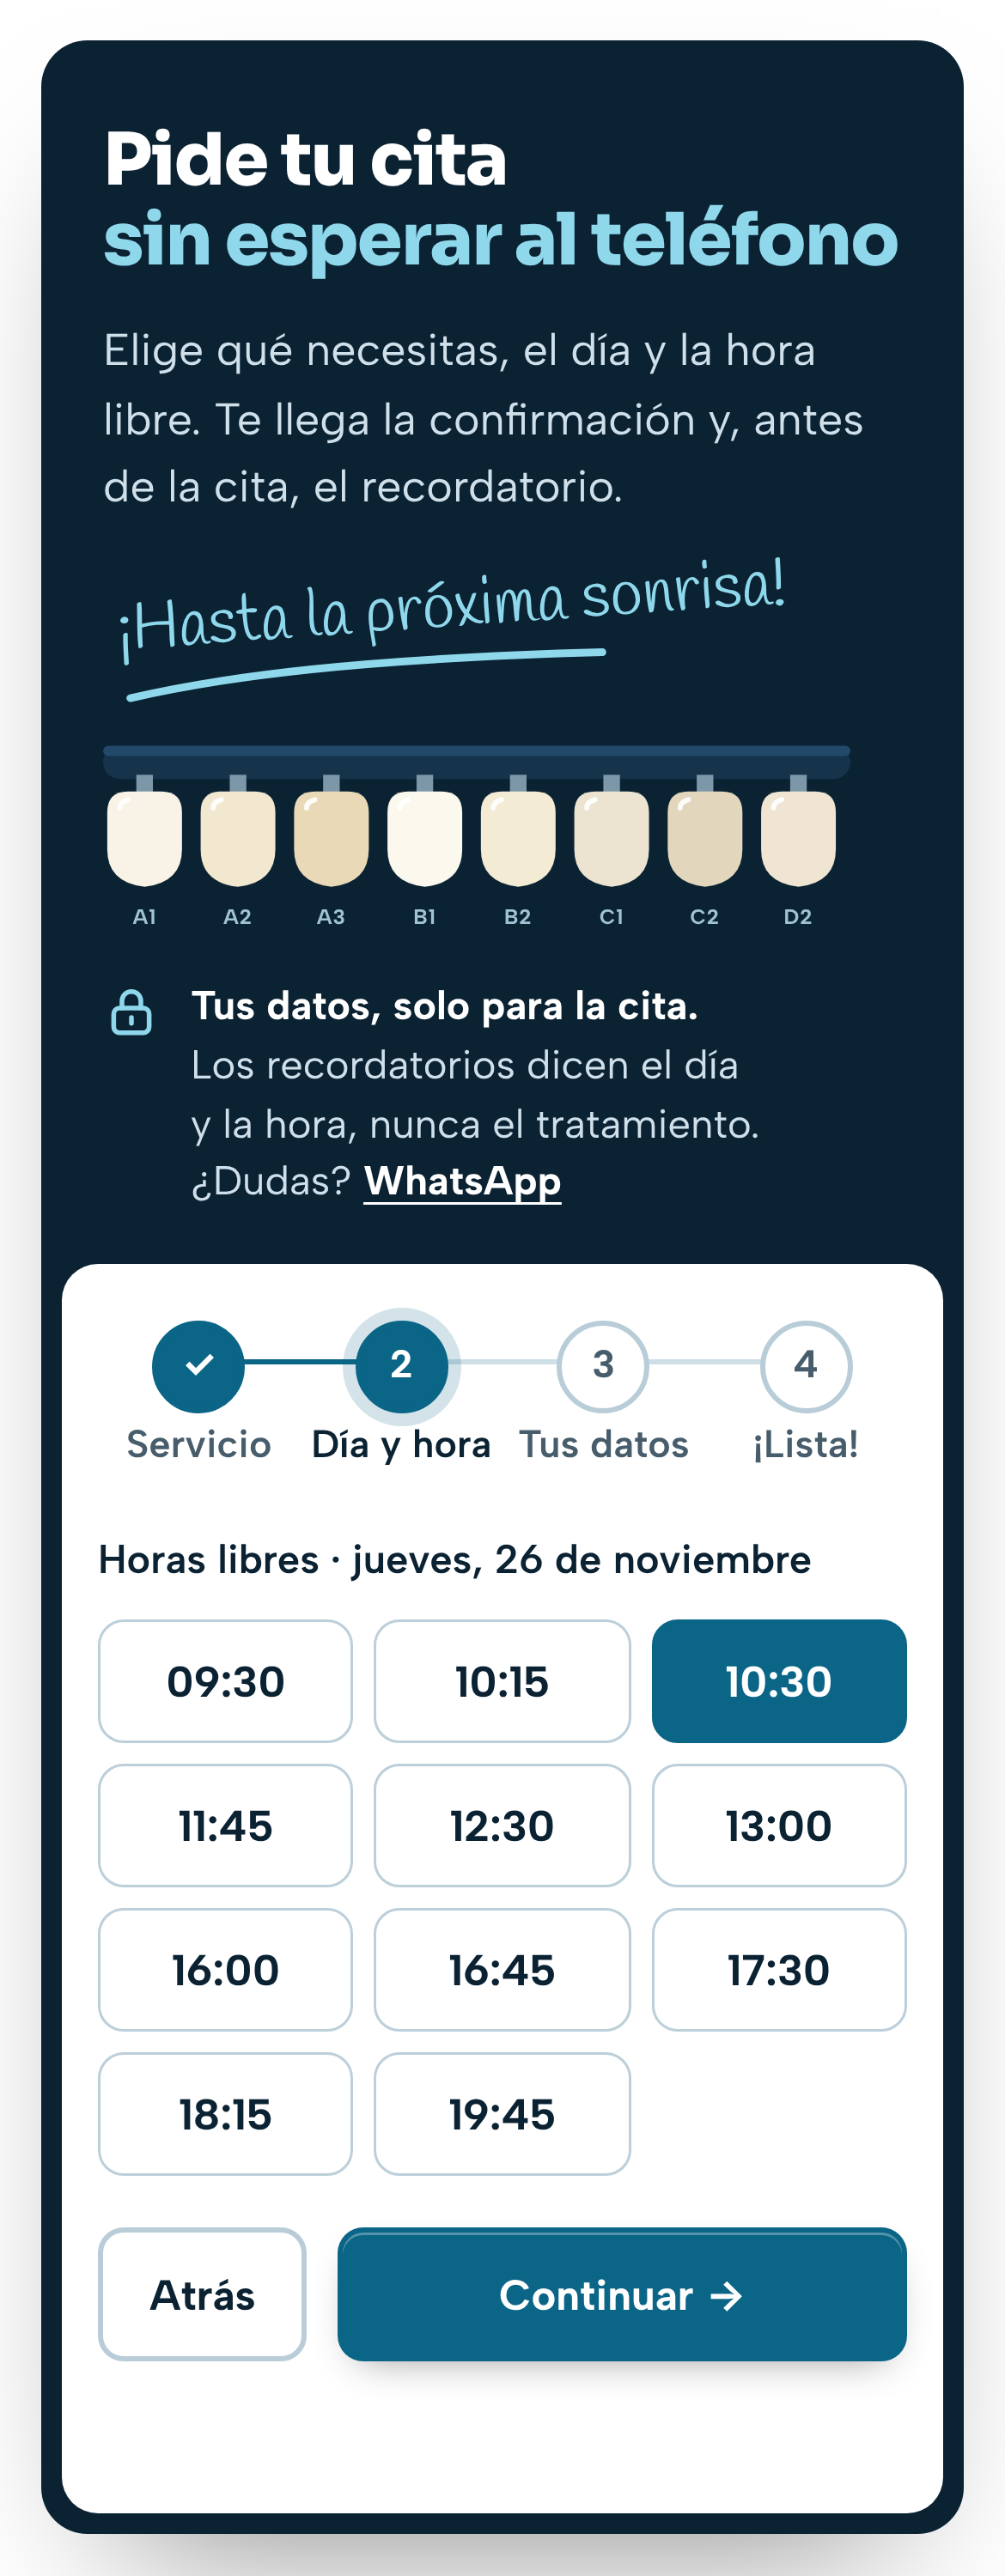 Pide tu cita
sin esperar al teléfono
Elige qué necesitas, el día y la hora
libre. Te llega la confirmación y, antes
de la cita, el recordatorio.
¡Hasta la próxima sonrisa!
A1 A2 A3 B1 B2 C1 C2 D2
Tus datos, solo para la cita.
Los recordatorios dicen el día
y la hora, nunca el tratamiento.
¿Dudas? WhatsApp
2 3 4
Servicio Día y hora Tus datos ¡Lista!
Horas libres · jueves, 26 de noviembre
09:30 10:15 10:30
11:45 12:30 13:00
16:00 16:45 17:30
18:15 19:45
Atrás Continuar →